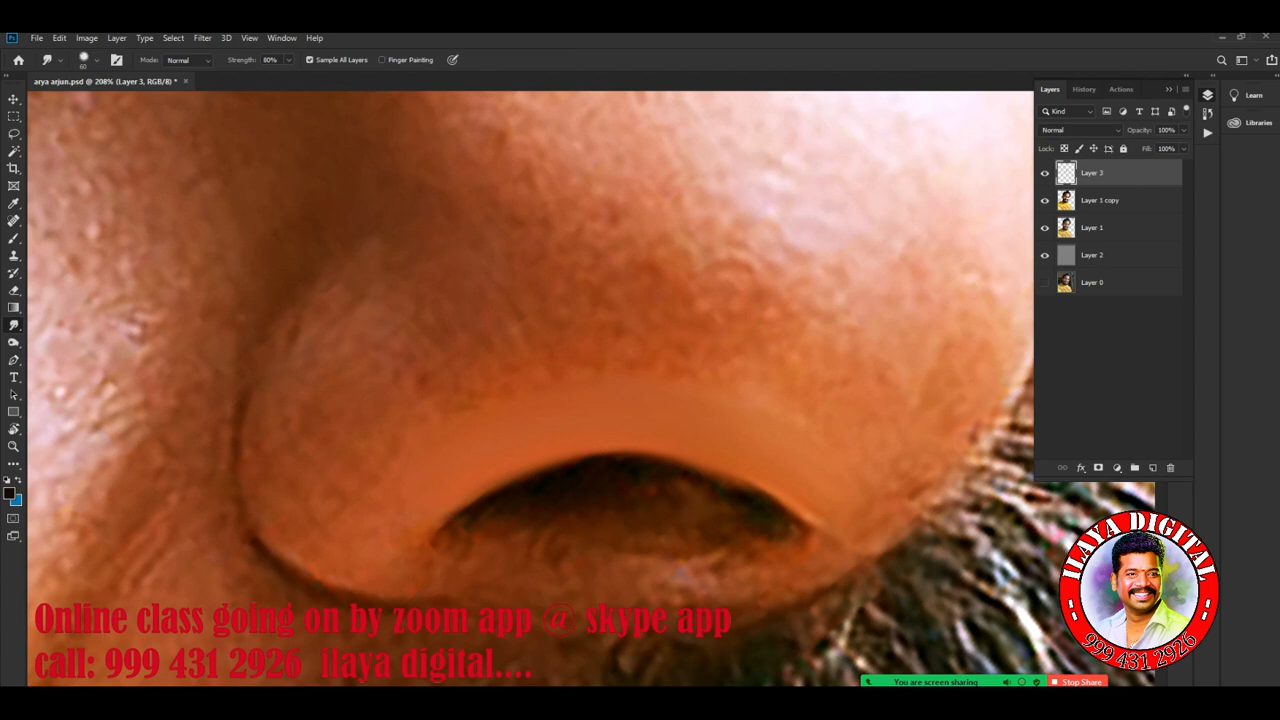 Ps File Edit Image Layer Type Select Filter 3D View Window Help
60 Mode: Normal Strength: 80% Sample All Layers Finger Painting
arya arjun.psd @ 208% (Layer 3, RGB/8) * ×
Layers History Actions
Learn
Kind
Libraries
Normal Opacity: 100%
Lock: Fill: 100%
Layer 3
Layer 1 copy
Layer 1
Layer 2
Layer 0
fx
ILAYA DIGITAL
999 431 2926
Online class going on by zoom app @ skype app
call: 999 431 2926 ilaya digital....
You are screen sharing Stop Share